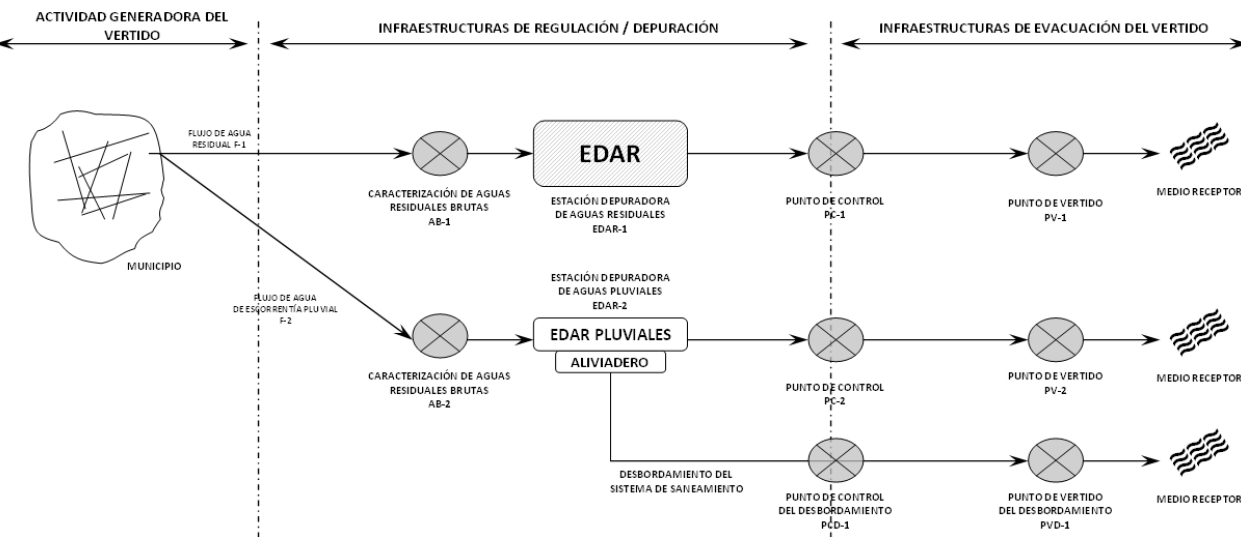 ACTIVIDAD GENERADORA DEL
VERTIDO
INFRAESTRUCTURAS DE REGULACIÓN / DEPURACIÓN
INFRAESTRUCTURAS DE EVACUACIÓN DEL VERTIDO
FLUJO DE AGUA
RESIDUAL F-1
MUNICIPIO
CARACTERIZACIÓN DE AGUAS
RESIDUALES BRUTAS
AB-1
EDAR
ESTACIÓN DEPURADORA
DE AGUAS RESIDUALES
EDAR-1
PUNTO DE CONTROL
PC-1
PUNTO DE VERTIDO
PV-1
MEDIO RECEPTOR
FLUJO DE AGUA
DE ESCORRENTÍA PLUVIAL
F-2
CARACTERIZACIÓN DE AGUAS
RESIDUALES BRUTAS
AB-2
ESTACIÓN DEPURADORA
DE AGUAS PLUVIALES
EDAR-2
EDAR PLUVIALES
ALIVIADERO
PUNTO DE CONTROL
PC-2
PUNTO DE VERTIDO
PV-2
MEDIO RECEPTOR
DESBORDAMIENTO DEL
SISTEMA DE SANEAMIENTO
PUNTO DE CONTROL
DEL DESBORDAMIENTO
PCD-1
PUNTO DE VERTIDO
DEL DESBORDAMIENTO
PVD-1
MEDIO RECEPTOR